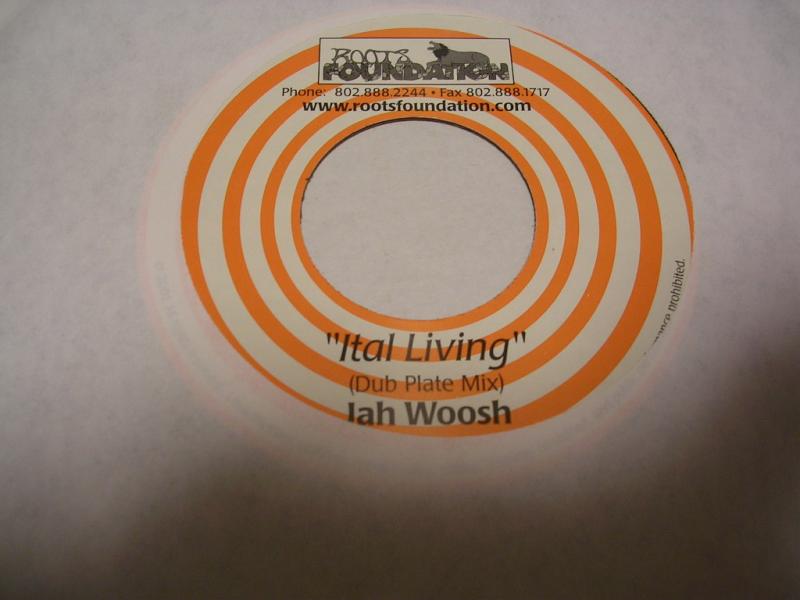 ROOTS
FOUNDATION
Phone: 802.888.2244 • Fax 802.888.1717
www.rootsfoundation.com
"Ital Living"
(Dub Plate Mix)
Jah Woosh
prohibited.